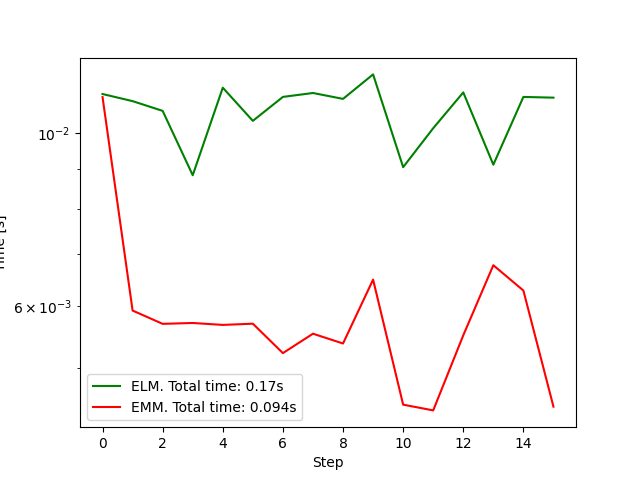 10⁻²
6 × 10⁻³
ELM. Total time: 0.17s
EMM. Total time: 0.094s
0 2 4 6 8 10 12 14
Step